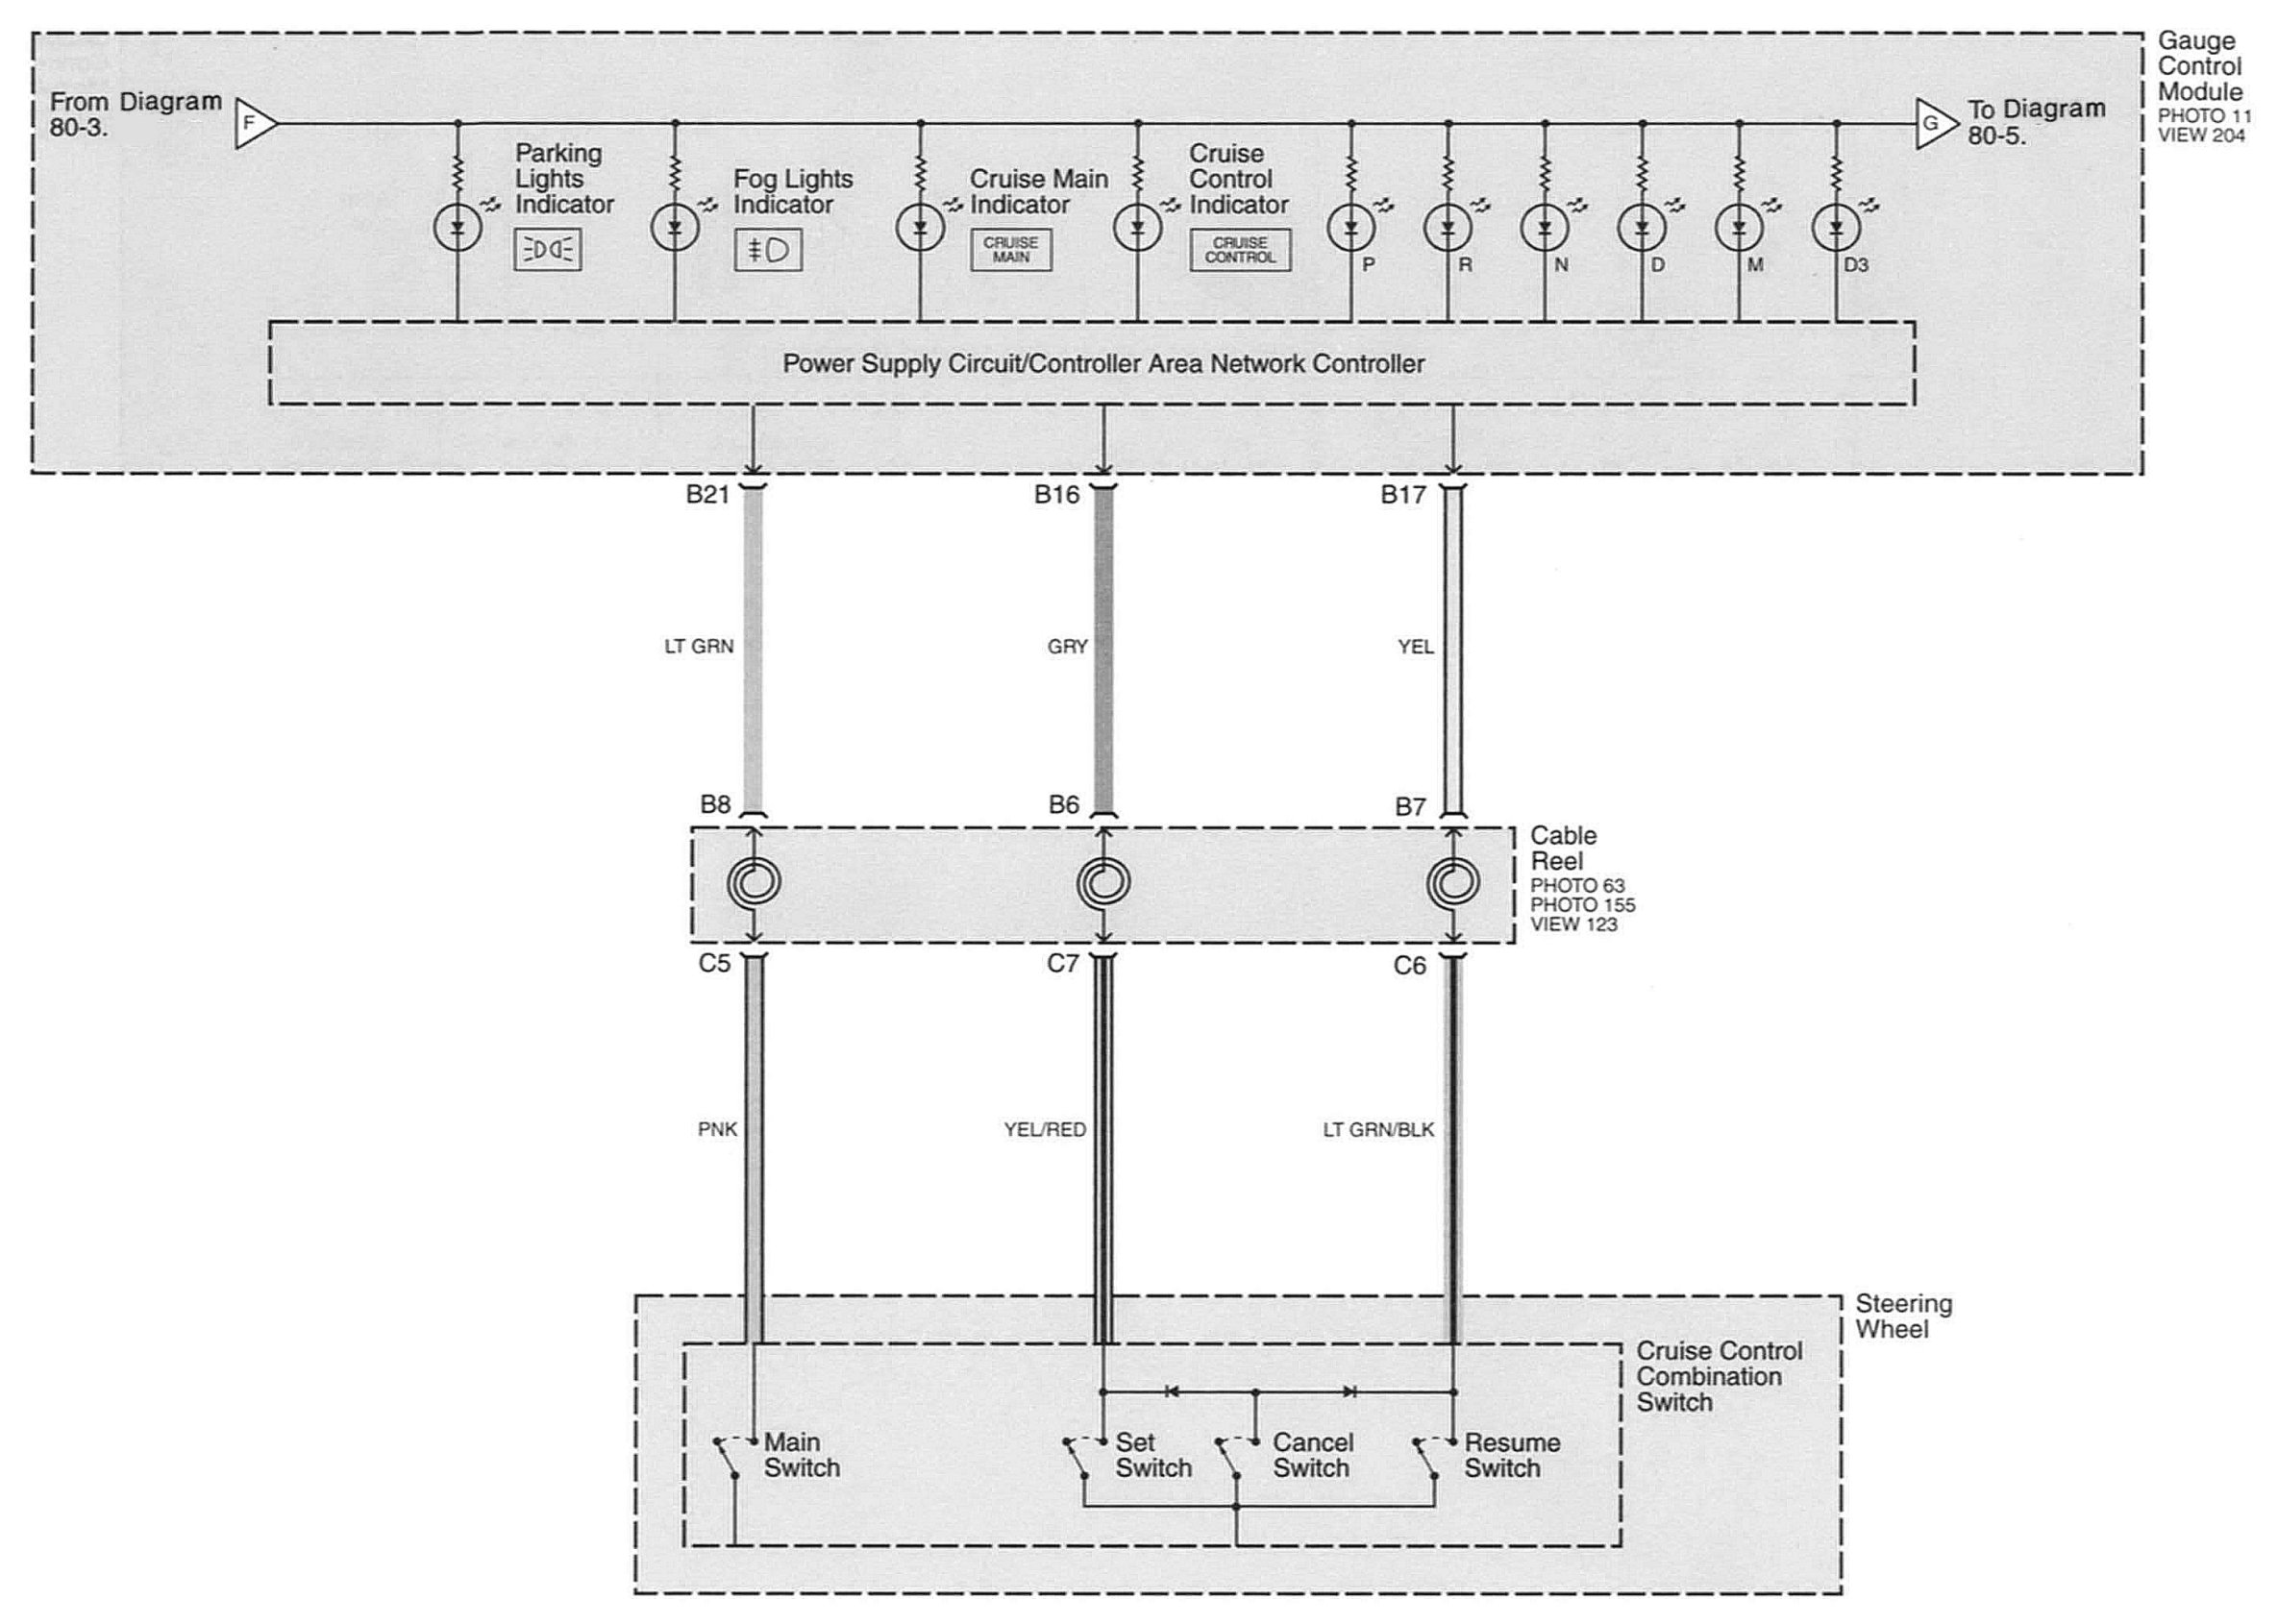 Gauge
Control
Module
PHOTO 11
VIEW 204
From Diagram
80-3.
F
G
To Diagram
80-5.
Parking
Lights
Indicator
Fog Lights
Indicator
Cruise Main
Indicator
CRUISE
MAIN
Cruise
Control
Indicator
CRUISE
CONTROL
P
R
N
D
M
D3
Power Supply Circuit/Controller Area Network Controller
B21
B16
B17
LT GRN
GRY
YEL
B8
B6
B7
Cable
Reel
PHOTO 63
PHOTO 155
VIEW 123
C5
C7
C6
PNK
YEL/RED
LT GRN/BLK
Steering
Wheel
Cruise Control
Combination
Switch
Main
Switch
Set
Switch
Cancel
Switch
Resume
Switch